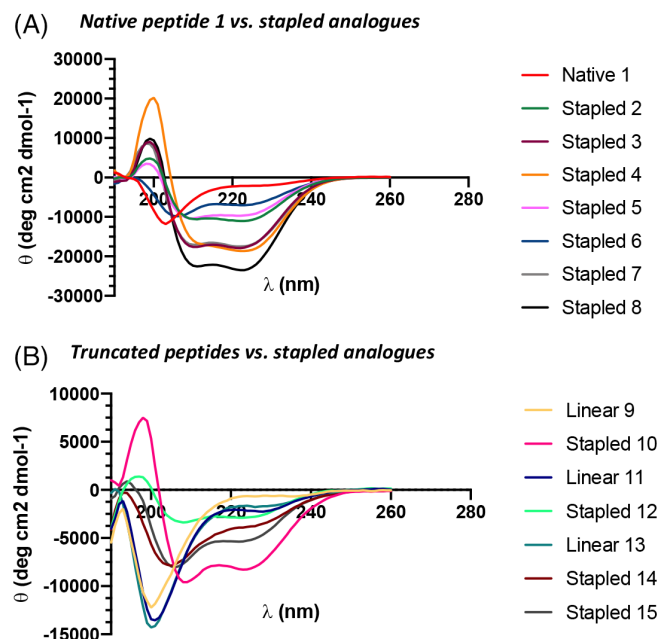 (A) Native peptide 1 vs. stapled analogues
θ (deg cm2 dmol-1)
30000
20000
10000
0
-10000
-20000
-30000
200 220 240 260 280
λ (nm)
Native 1
Stapled 2
Stapled 3
Stapled 4
Stapled 5
Stapled 6
Stapled 7
Stapled 8
(B) Truncated peptides vs. stapled analogues
θ (deg cm2 dmol-1)
10000
5000
0
-5000
-10000
-15000
200 220 240 260 280
λ (nm)
Linear 9
Stapled 10
Linear 11
Stapled 12
Linear 13
Stapled 14
Stapled 15